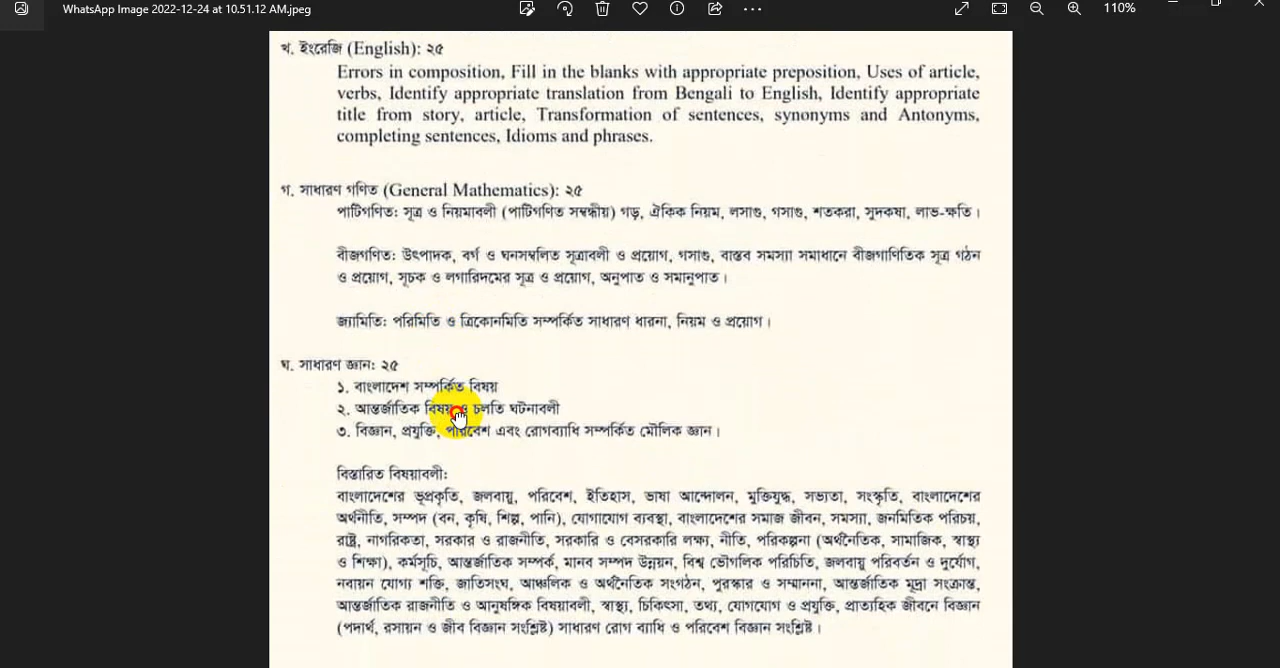 WhatsApp Image 2022-12-24 at 10.51.12 AM.jpeg
110%
খ. ইংরেজি (English): ২৫
Errors in composition, Fill in the blanks with appropriate preposition, Uses of article,
verbs, Identify appropriate translation from Bengali to English, Identify appropriate
title from story, article, Transformation of sentences, synonyms and Antonyms,
completing sentences, Idioms and phrases.
গ. সাধারণ গণিত (General Mathematics): ২৫
পাটিগণিত: সূত্র ও নিয়মাবলী (পাটিগণিত সম্বন্ধীয়) গড়, ঐকিক নিয়ম, লসাগু, গসাগু, শতকরা, সুদকষা, লাভ-ক্ষতি।
বীজগণিত: উৎপাদক, বর্গ ও ঘনসম্বলিত সূত্রাবলী ও প্রয়োগ, গসাগু, বাস্তব সমস্যা সমাধানে বীজগাণিতিক সূত্র গঠন
ও প্রয়োগ, সূচক ও লগারিদমের সূত্র ও প্রয়োগ, অনুপাত ও সমানুপাত।
জ্যামিতি: পরিমিতি ও ত্রিকোনমিতি সম্পর্কিত সাধারণ ধারনা, নিয়ম ও প্রয়োগ।
ঘ. সাধারণ জ্ঞান: ২৫
১. বাংলাদেশ সম্পর্কিত বিষয়
২. আন্তর্জাতিক বিষয় ও চলতি ঘটনাবলী
৩. বিজ্ঞান, প্রযুক্তি, পরিবেশ এবং রোগব্যাধি সম্পর্কিত মৌলিক জ্ঞান।
বিস্তারিত বিষয়াবলী:
বাংলাদেশের ভূপ্রকৃতি, জলবায়ু, পরিবেশ, ইতিহাস, ভাষা আন্দোলন, মুক্তিযুদ্ধ, সভ্যতা, সংস্কৃতি, বাংলাদেশের
অর্থনীতি, সম্পদ (বন, কৃষি, শিল্প, পানি), যোগাযোগ ব্যবস্থা, বাংলাদেশের সমাজ জীবন, সমস্যা, জনমিতিক পরিচয়,
রাষ্ট্র, নাগরিকতা, সরকার ও রাজনীতি, সরকারি ও বেসরকারি লক্ষ্য, নীতি, পরিকল্পনা (অর্থনৈতিক, সামাজিক, স্বাস্থ্য
ও শিক্ষা), কর্মসূচি, আন্তর্জাতিক সম্পর্ক, মানব সম্পদ উন্নয়ন, বিশ্ব ভৌগলিক পরিচিতি, জলবায়ু পরিবর্তন ও দুর্যোগ,
নবায়ন যোগ্য শক্তি, জাতিসংঘ, আঞ্চলিক ও অর্থনৈতিক সংগঠন, পুরস্কার ও সম্মাননা, আন্তর্জাতিক মূদ্রা সংক্রান্ত,
আন্তর্জাতিক রাজনীতি ও আনুষঙ্গিক বিষয়াবলী, স্বাস্থ্য, চিকিৎসা, তথ্য, যোগযোগ ও প্রযুক্তি, প্রাত্যহিক জীবনে বিজ্ঞান
(পদার্থ, রসায়ন ও জীব বিজ্ঞান সংশ্লিষ্ট) সাধারণ রোগ ব্যাধি ও পরিবেশ বিজ্ঞান সংশ্লিষ্ট।